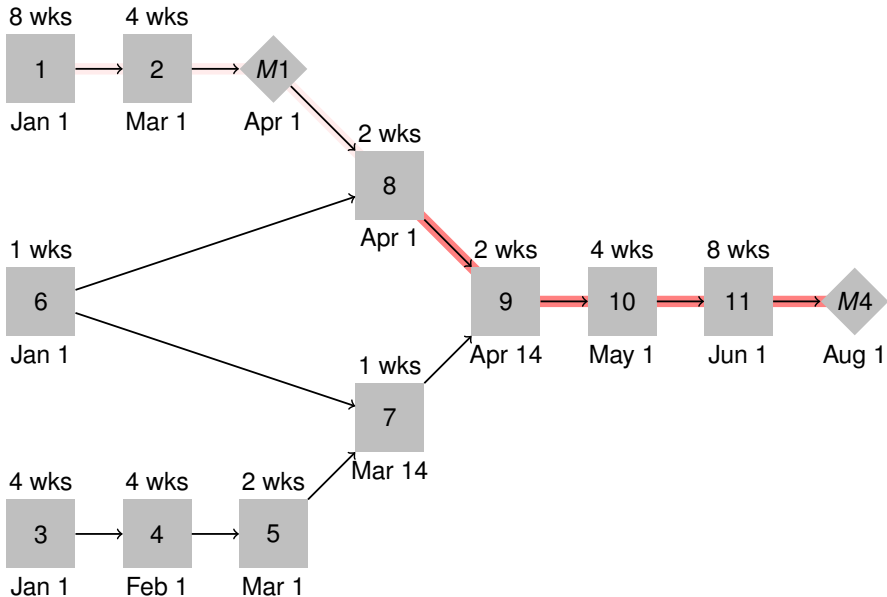 8 wks
4 wks
1
2
M1
Jan 1
Mar 1
Apr 1
2 wks
8
Apr 1
1 wks
6
Jan 1
2 wks
4 wks
8 wks
9
10
11
M4
Apr 14
May 1
Jun 1
Aug 1
1 wks
7
Mar 14
4 wks
4 wks
2 wks
3
4
5
Jan 1
Feb 1
Mar 1